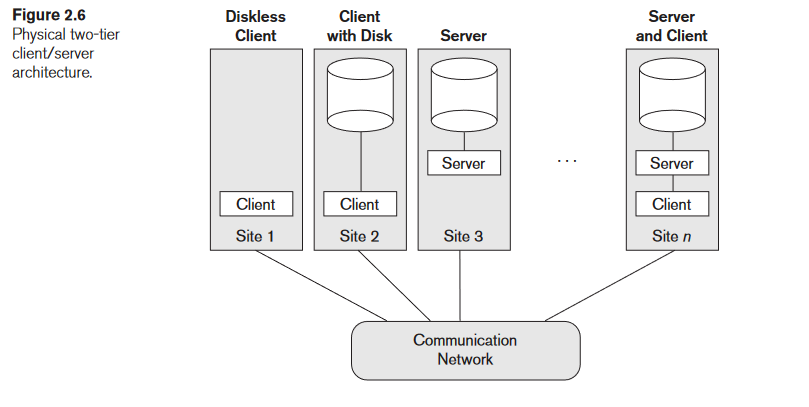 Figure 2.6
Physical two-tier
client/server
architecture.
Diskless
Client
Client
with Disk
Server
Server
and Client
Client
Site 1
Client
Site 2
Server
Site 3
. . .
Server
Client
Site n
Communication
Network